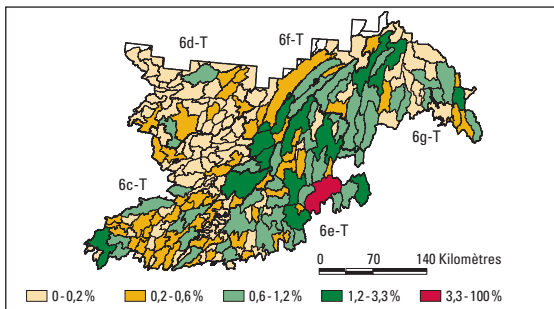 6d-T
6f-T
6g-T
6c-T
6e-T
0 70 140 Kilomètres
0-0,2% 0,2-0,6% 0,6-1,2% 1,2-3,3% 3,3-100%